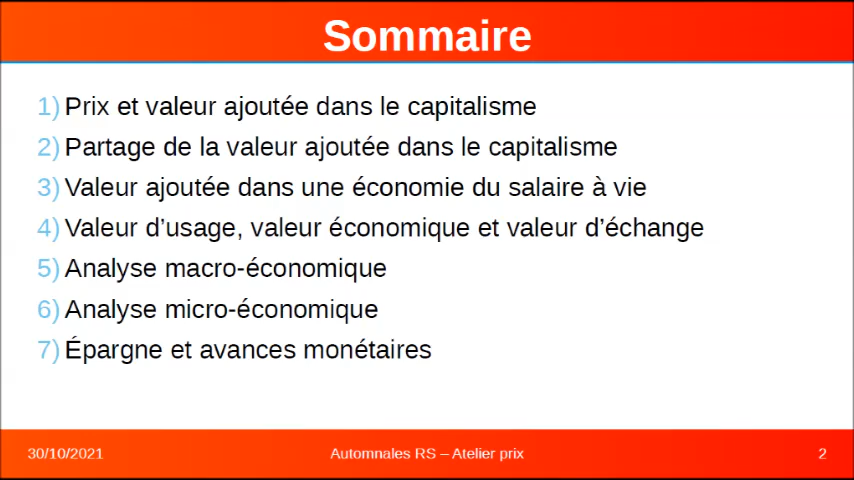 Sommaire
1) Prix et valeur ajoutée dans le capitalisme
2) Partage de la valeur ajoutée dans le capitalisme
3) Valeur ajoutée dans une économie du salaire à vie
4) Valeur d’usage, valeur économique et valeur d’échange
5) Analyse macro-économique
6) Analyse micro-économique
7) Épargne et avances monétaires
30/10/2021 Automnales RS – Atelier prix 2